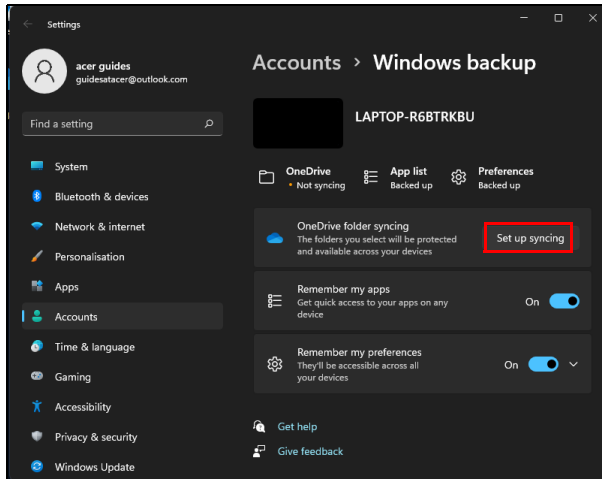 Settings
acer guides
guidesatacer@outlook.com
Find a setting
System
Bluetooth & devices
Network & internet
Personalisation
Apps
Accounts
Time & language
Gaming
Accessibility
Privacy & security
Windows Update
Accounts > Windows backup
LAPTOP-R6BTRKBU
OneDrive
• Not syncing
App list
Backed up
Preferences
Backed up
OneDrive folder syncing
The folders you select will be protected
and available across your devices
Set up syncing
Remember my apps
Get quick access to your apps on any
device
On
Remember my preferences
They'll be accessible across all
your devices
On
Get help
Give feedback